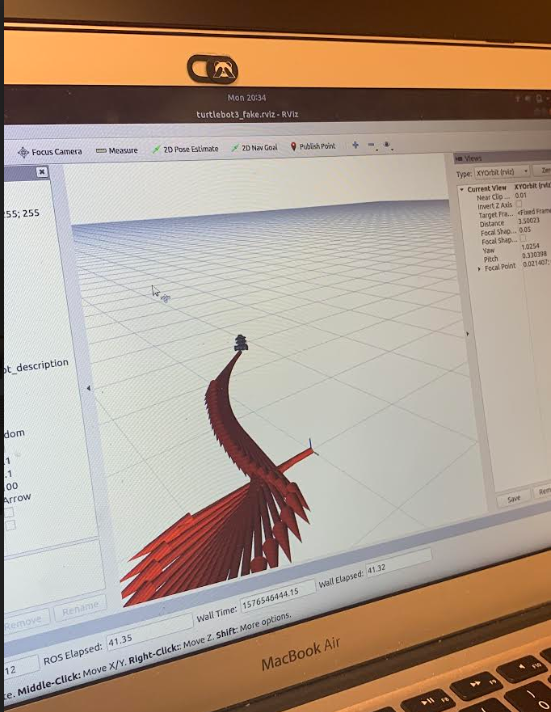 Mon 20:34
turtlebot3_fake.rviz - RViz
Focus Camera Measure 2D Pose Estimate 2D Nav Goal Publish Point
Views
Type: XYOrbit (rviz)
Current View XYOrbit (rviz
Near Clip ... 0.01
Invert Z Axis
Target Fra... <Fixed Frame
Distance 3.58023
Focal Shap... 0.05
Focal Shap...
Yaw 1.0254
Pitch 0.330398
Focal Point 0.021407;
55; 255
ot_description
dom
.1
.1
00
Arrow
Save
Remove Rename
12 ROS Elapsed: 41.35 Wall Time: 1576546444.15 Wall Elapsed: 41.32
te. Middle-Click: Move X/Y. Right-Click:: Move Z. Shift: More options.
MacBook Air